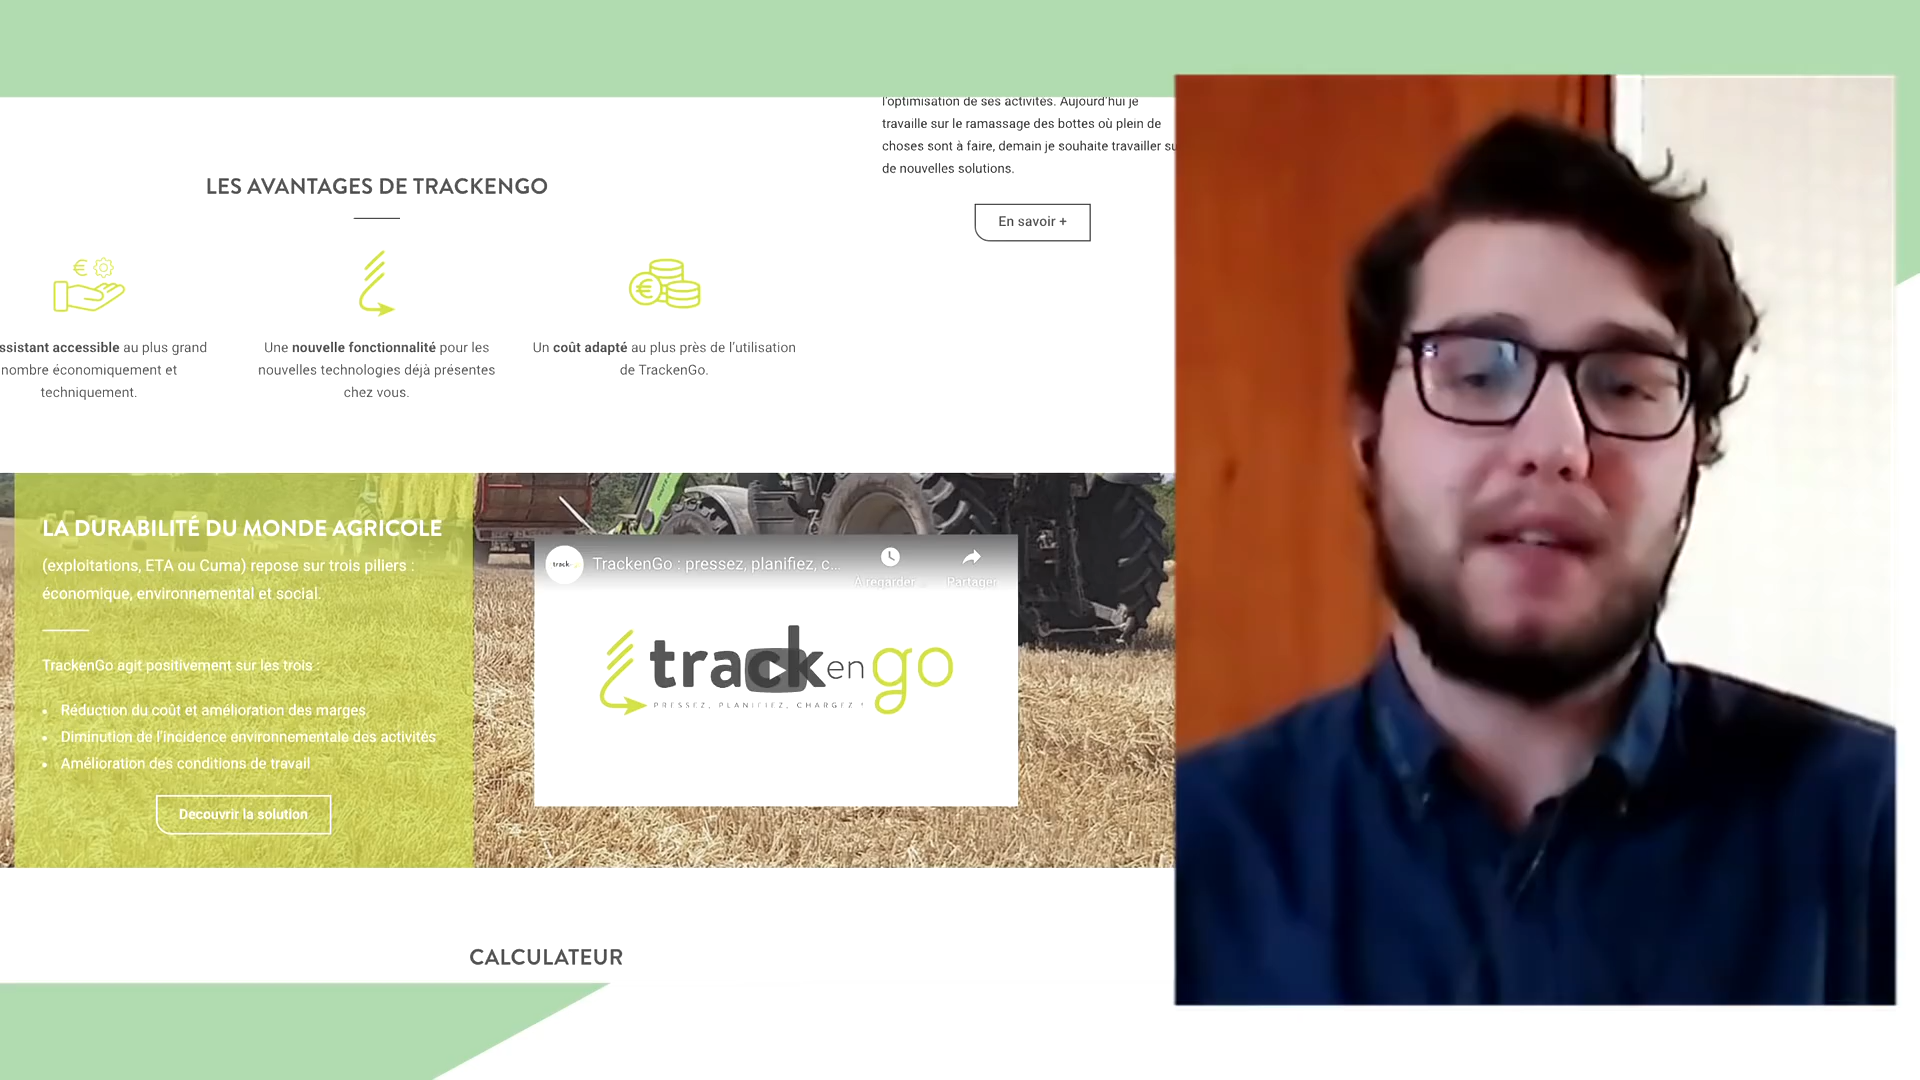 l'optimisation de ses activités. Aujourd'hui je
travaille sur le ramassage des bottes où plein de
choses sont à faire, demain je souhaite travailler su
de nouvelles solutions.
En savoir +
LES AVANTAGES DE TRACKENGO
ssistant accessible au plus grand
nombre économiquement et
techniquement.
Une nouvelle fonctionnalité pour les
nouvelles technologies déjà présentes
chez vous.
Un coût adapté au plus près de l'utilisation
de TrackenGo.
LA DURABILITÉ DU MONDE AGRICOLE
(exploitations, ETA ou Cuma) repose sur trois piliers :
économique, environnemental et social.
TrackenGo agit positivement sur les trois :
• Réduction du coût et amélioration des marges
• Diminution de l'incidence environnementale des activités
• Amélioration des conditions de travail
Decouvrir la solution
TrackenGo : pressez, planifiez, c...
À regarder ...
Partager
trackengo
PRESSEZ, PLANIFIEZ, CHARGEZ !
CALCULATEUR